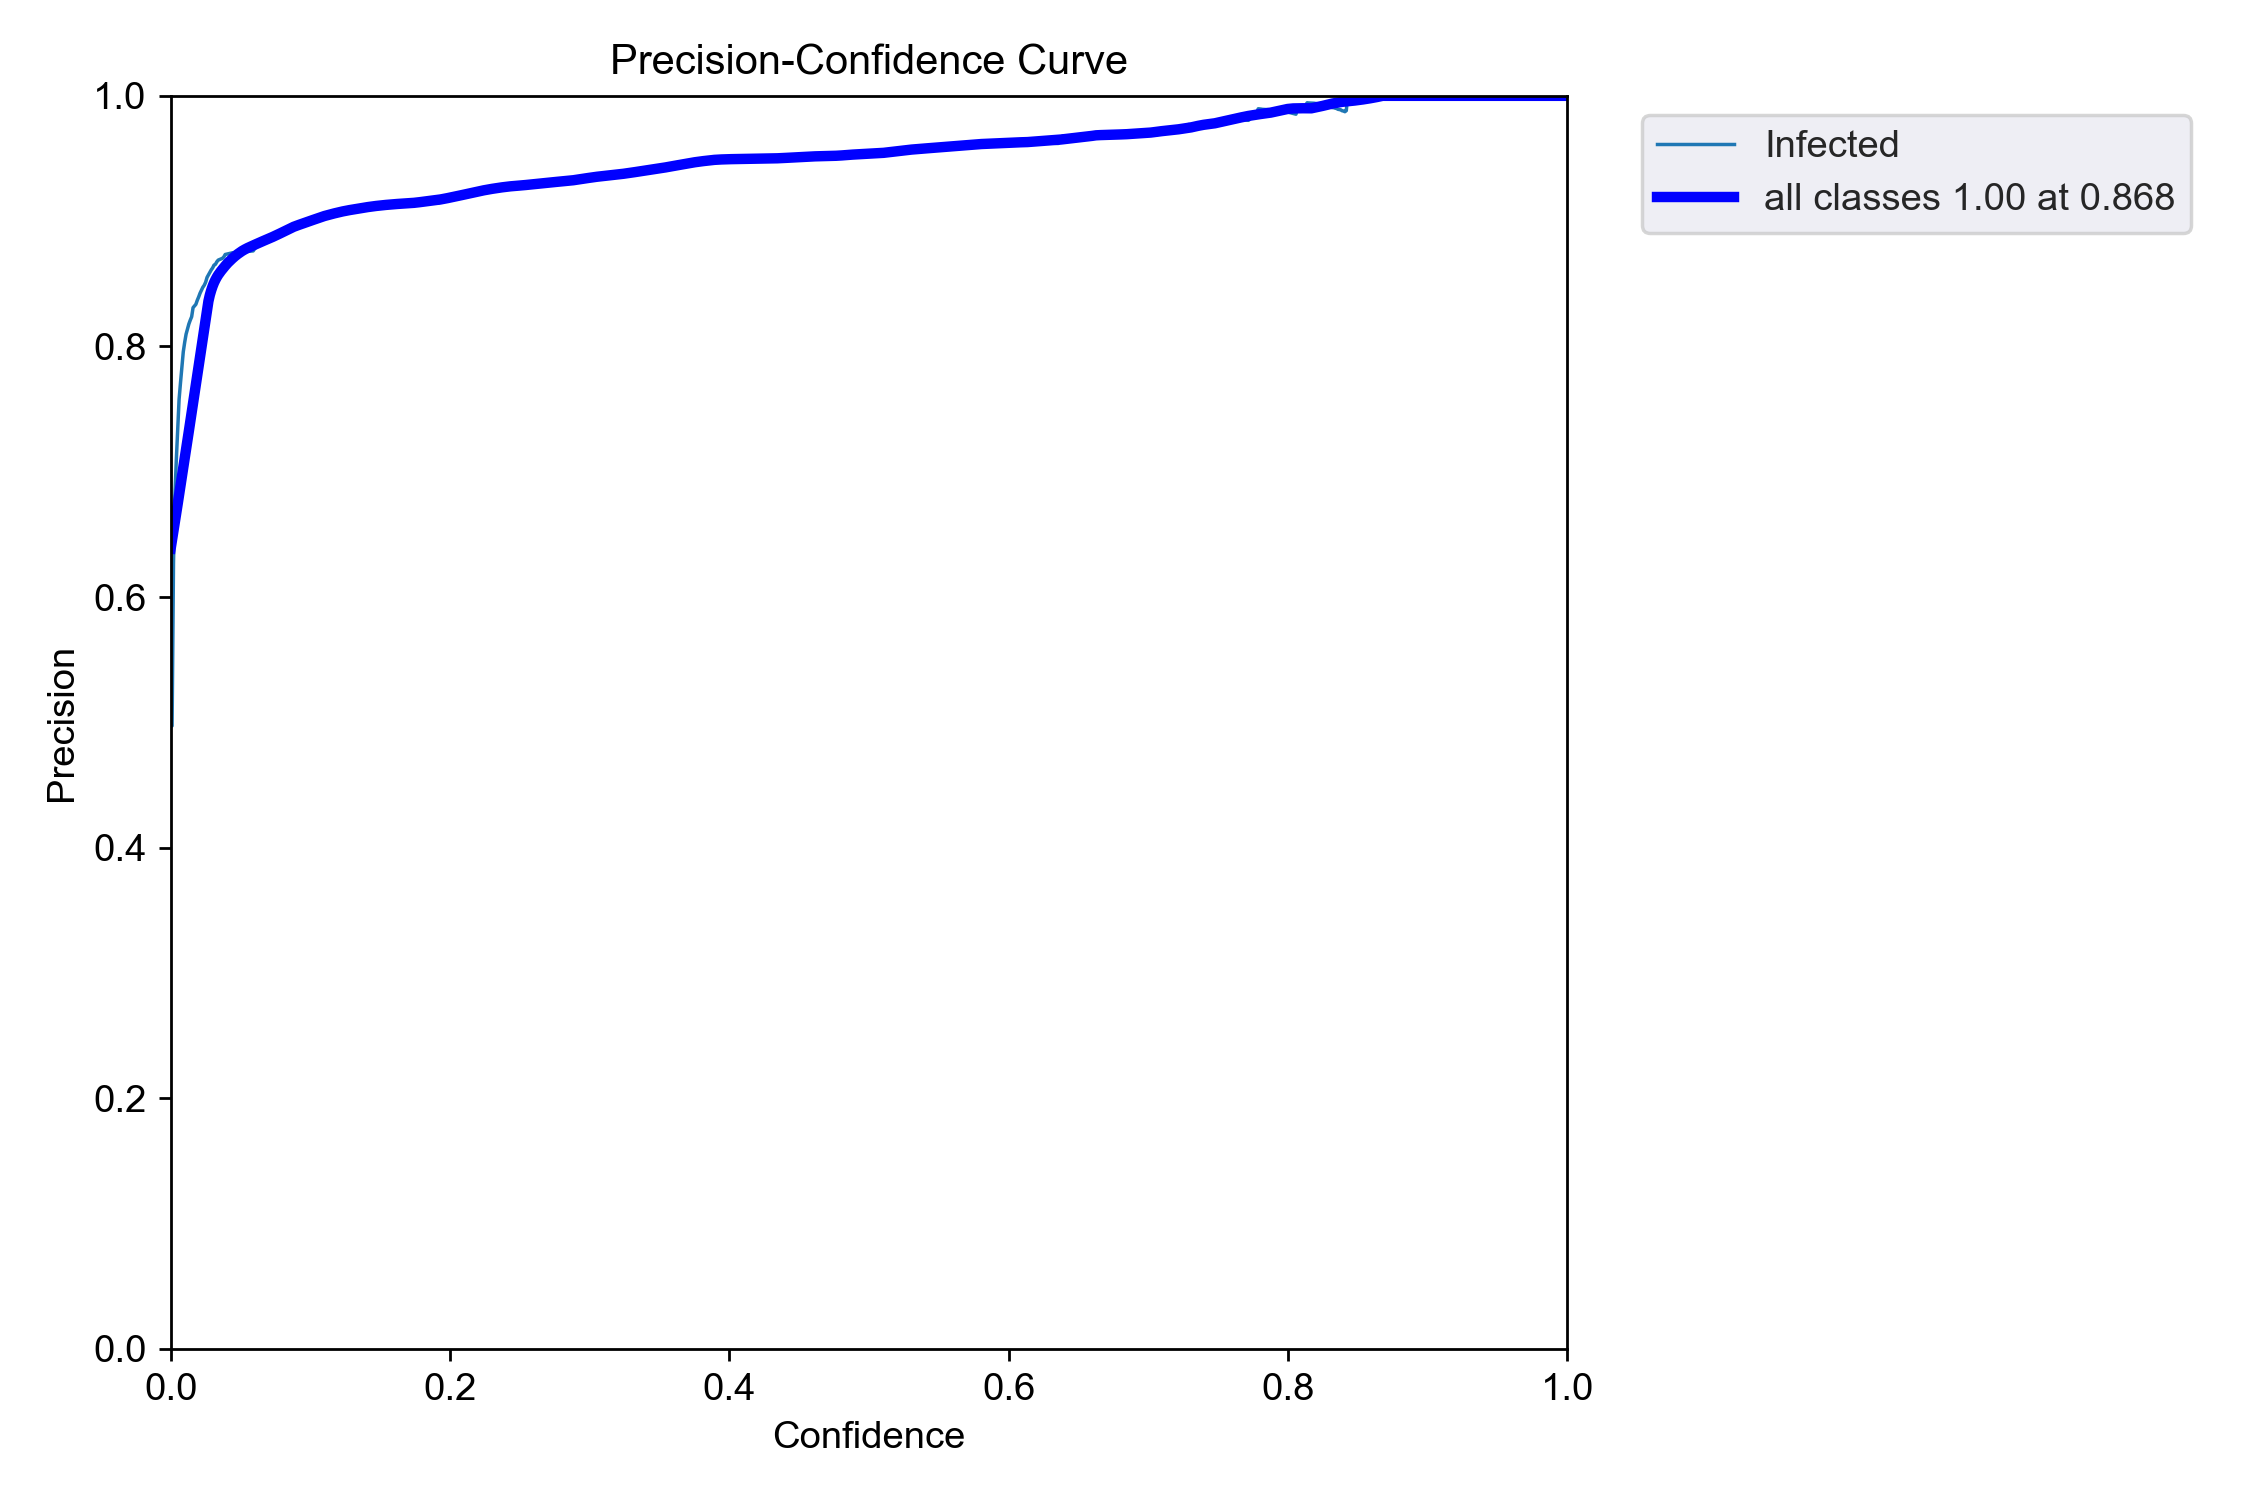 Precision-Confidence Curve
1.0
0.8
0.6
0.4
0.2
0.0
Precision
0.0 0.2 0.4 0.6 0.8 1.0
Confidence
Infected
all classes 1.00 at 0.868